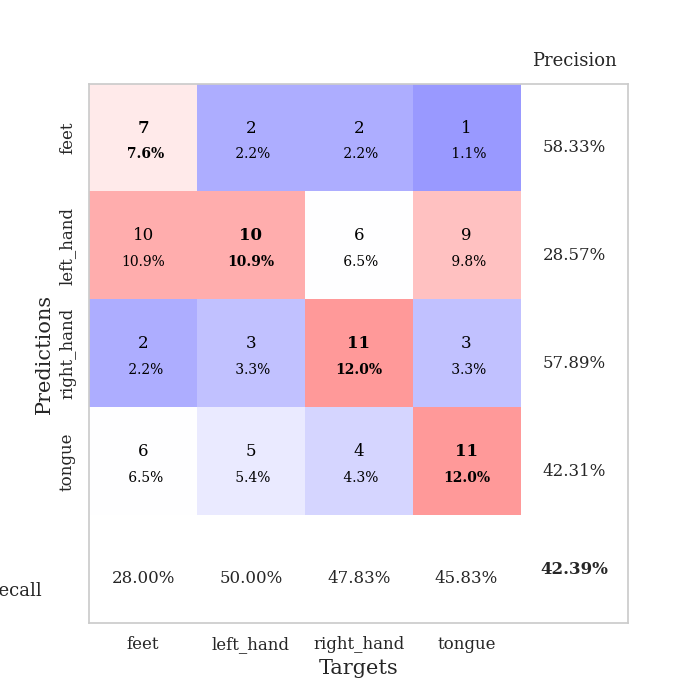 Precision
feet
7 2 2 1
7.6% 2.2% 2.2% 1.1%
58.33%
left_hand
10 10 6 9
10.9% 10.9% 6.5% 9.8%
28.57%
Predictions
right_hand
2 3 11 3
2.2% 3.3% 12.0% 3.3%
57.89%
tongue
6 5 4 11
6.5% 5.4% 4.3% 12.0%
42.31%
ecall
28.00% 50.00% 47.83% 45.83% 42.39%
feet left_hand right_hand tongue
Targets